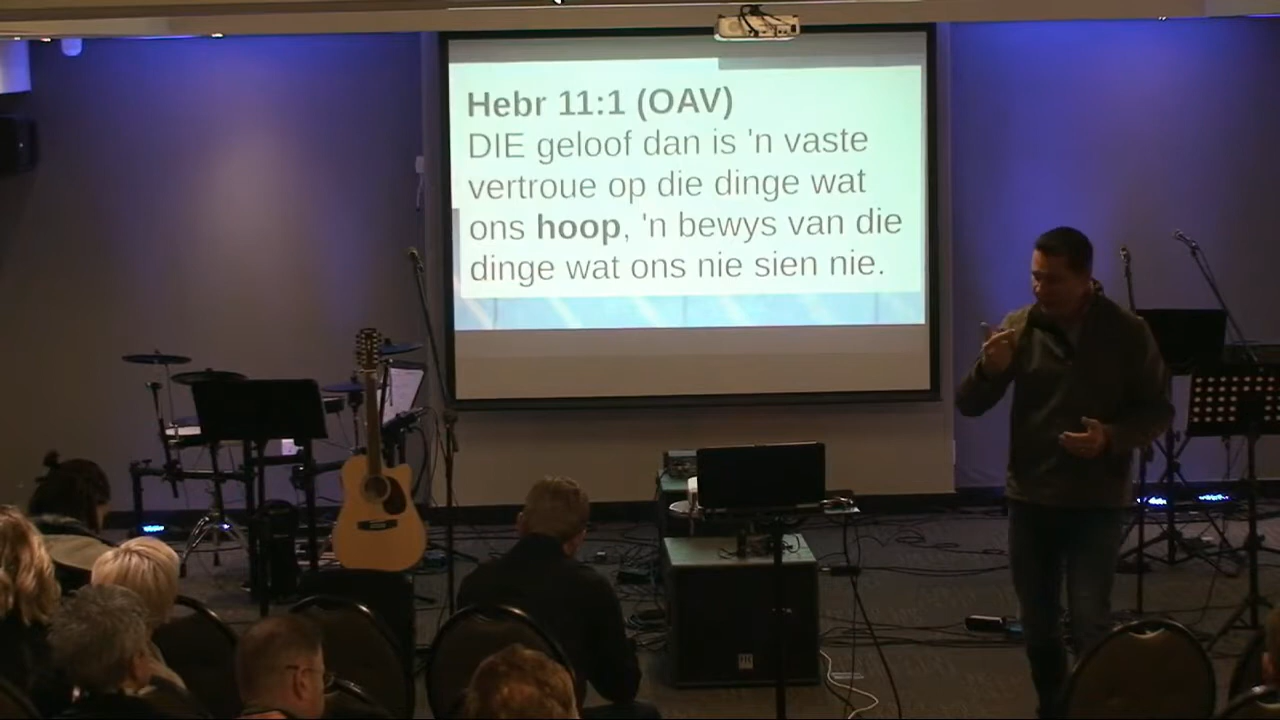 Hebr 11:1 (OAV)
DIE geloof dan is 'n vaste
vertroue op die dinge wat
ons hoop, 'n bewys van die
dinge wat ons nie sien nie.